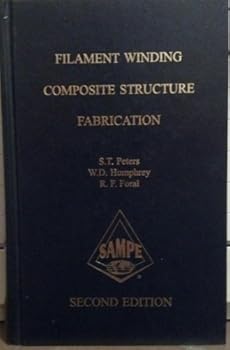 FILAMENT WINDING
COMPOSITE STRUCTURE
FABRICATION
S.T. Peters
W.D. Humphrey
R. F. Foral
SAMPE
SECOND EDITION